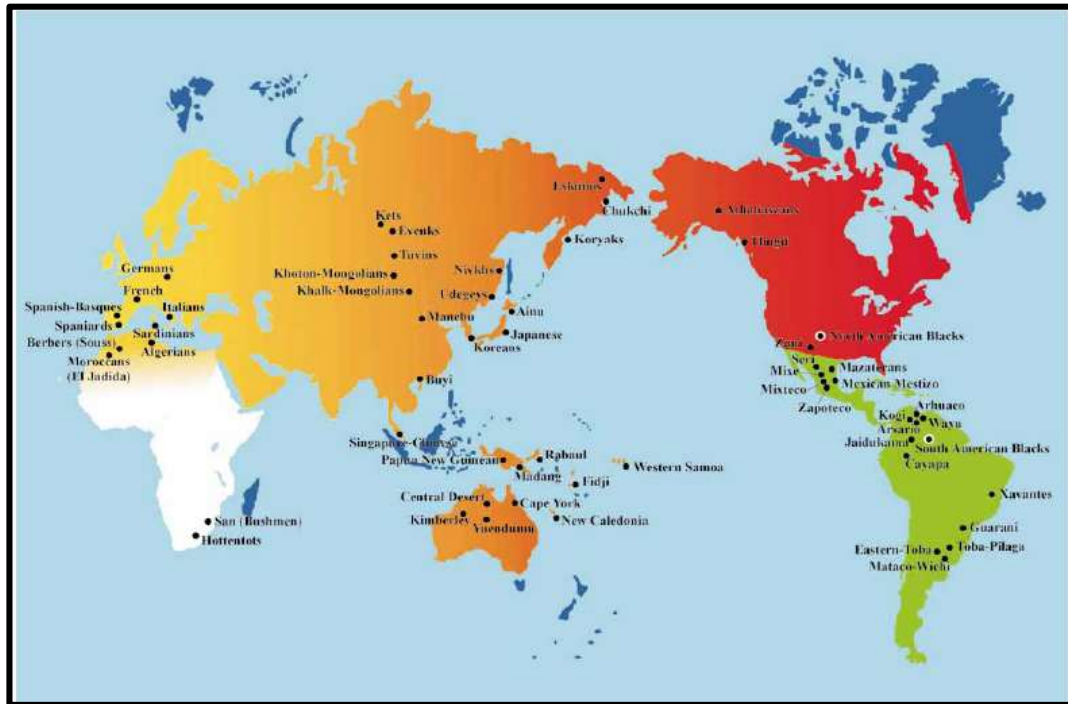 Eskimos
Chukchi
Athabascans
Kets
Evenks
Koryaks
Tlingit
Tuvins
Germans
Khoton-Mongolians
Nivkhs
French
Khalk-Mongolians
Udegeys
Spanish-Basques
Italians
Ainu
Spaniards
Manchu
Sardinians
Japanese
North American Blacks
Berbers (Souss)
Algerians
Koreans
Zuni
Moroccans
(El Jadida)
Seri
Mazatecans
Mixe
Buyi
Mexican Mestizo
Mixteco
Zapoteco
Arhuaco
Kogi
Wayu
Arsario
Singapore-Chinese
Jaidukama
South American Blacks
Papua New Guinean
Rabaul
Cayapa
Western Samoa
Madang
Fidji
Central Desert
Cape York
Xavantes
Kimberley
Yuendumu
New Caledonia
San (Bushmen)
Guarani
Hottentots
Eastern-Toba
Toba-Pilaga
Mataco-Wichi